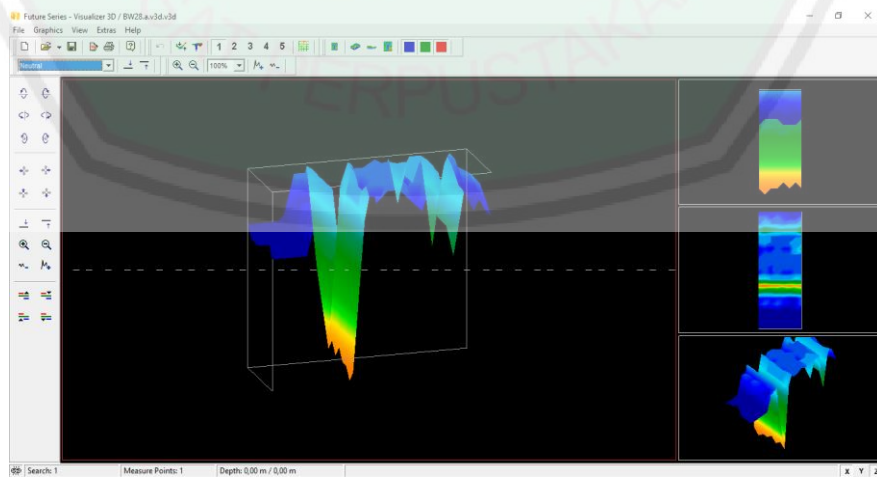 Future Series - Visualizer 3D / BW28.a.v3d.v3d
File Graphics View Extras Help
1 2 3 4 5
Neutral 100%
PERPUSTAKA
Search: 1 Measure Points: 1 Depth: 0,00 m / 0,00 m X Y Z